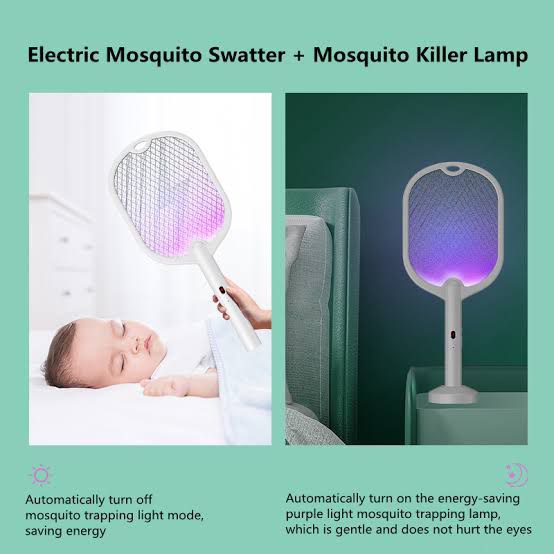 Electric Mosquito Swatter + Mosquito Killer Lamp
Automatically turn off
mosquito trapping light mode,
saving energy
Automatically turn on the energy-saving
purple light mosquito trapping lamp,
which is gentle and does not hurt the eyes